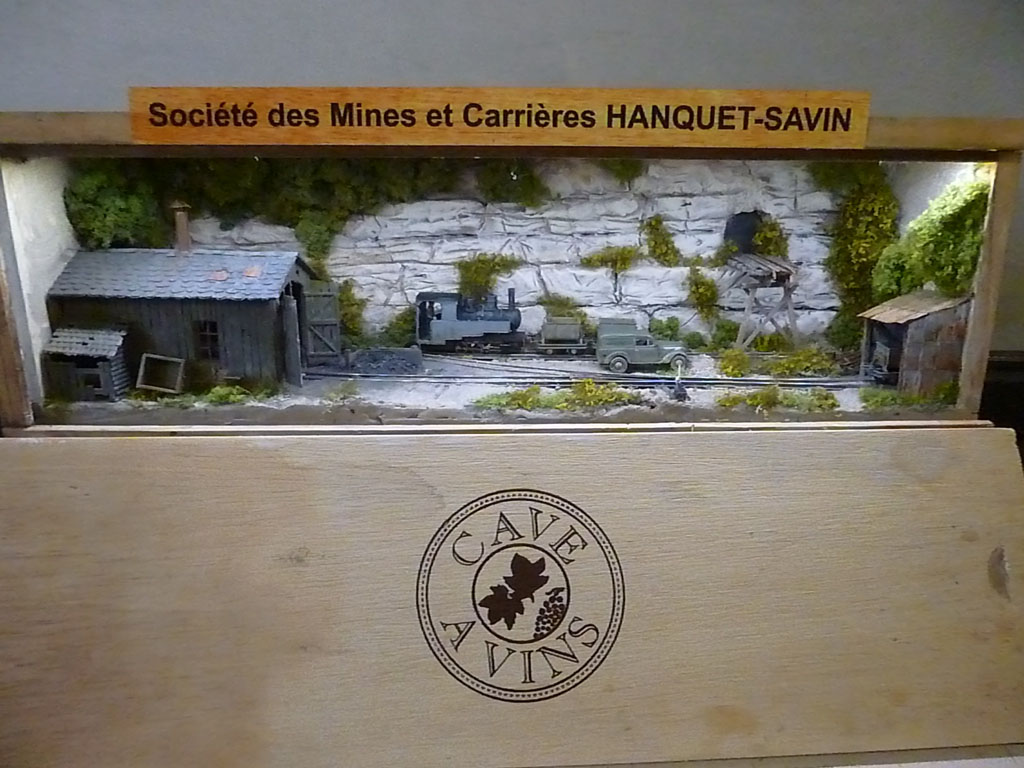 Société des Mines et Carrières HANQUET-SAVIN
CAVE
A VINS